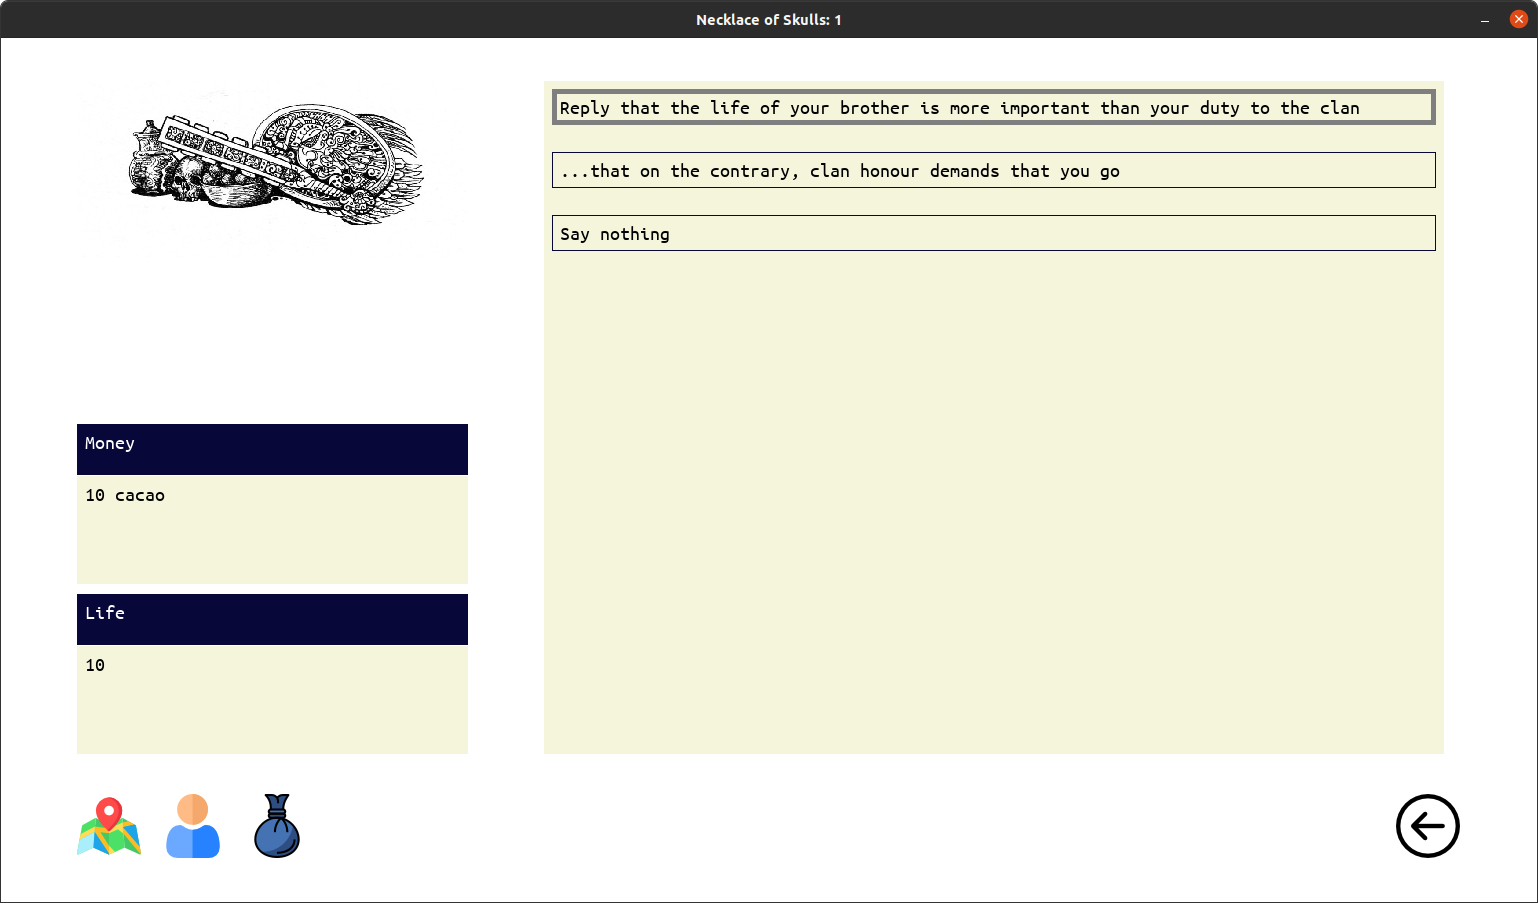 Necklace of Skulls: 1
Reply that the life of your brother is more important than your duty to the clan
...that on the contrary, clan honour demands that you go
Say nothing
Money
10 cacao
Life
10